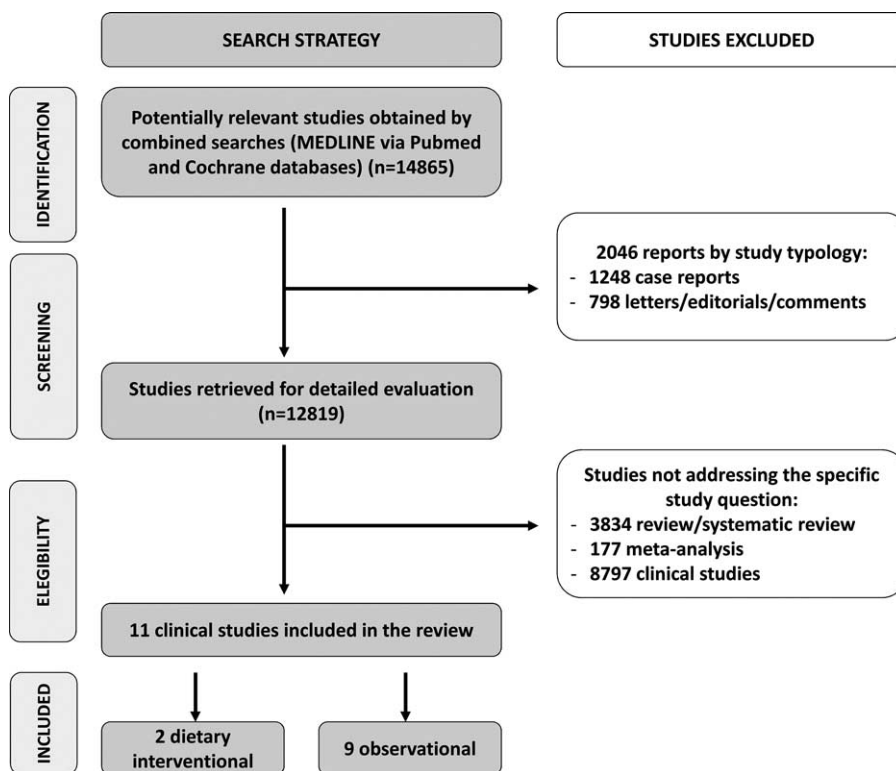 SEARCH STRATEGY
STUDIES EXCLUDED
IDENTIFICATION
Potentially relevant studies obtained by
combined searches (MEDLINE via Pubmed
and Cochrane databases) (n=14865)
2046 reports by study typology:
- 1248 case reports
- 798 letters/editorials/comments
SCREENING
Studies retrieved for detailed evaluation
(n=12819)
Studies not addressing the specific
study question:
- 3834 review/systematic review
- 177 meta-analysis
- 8797 clinical studies
ELEGIBILITY
11 clinical studies included in the review
INCLUDED
2 dietary
interventional
9 observational